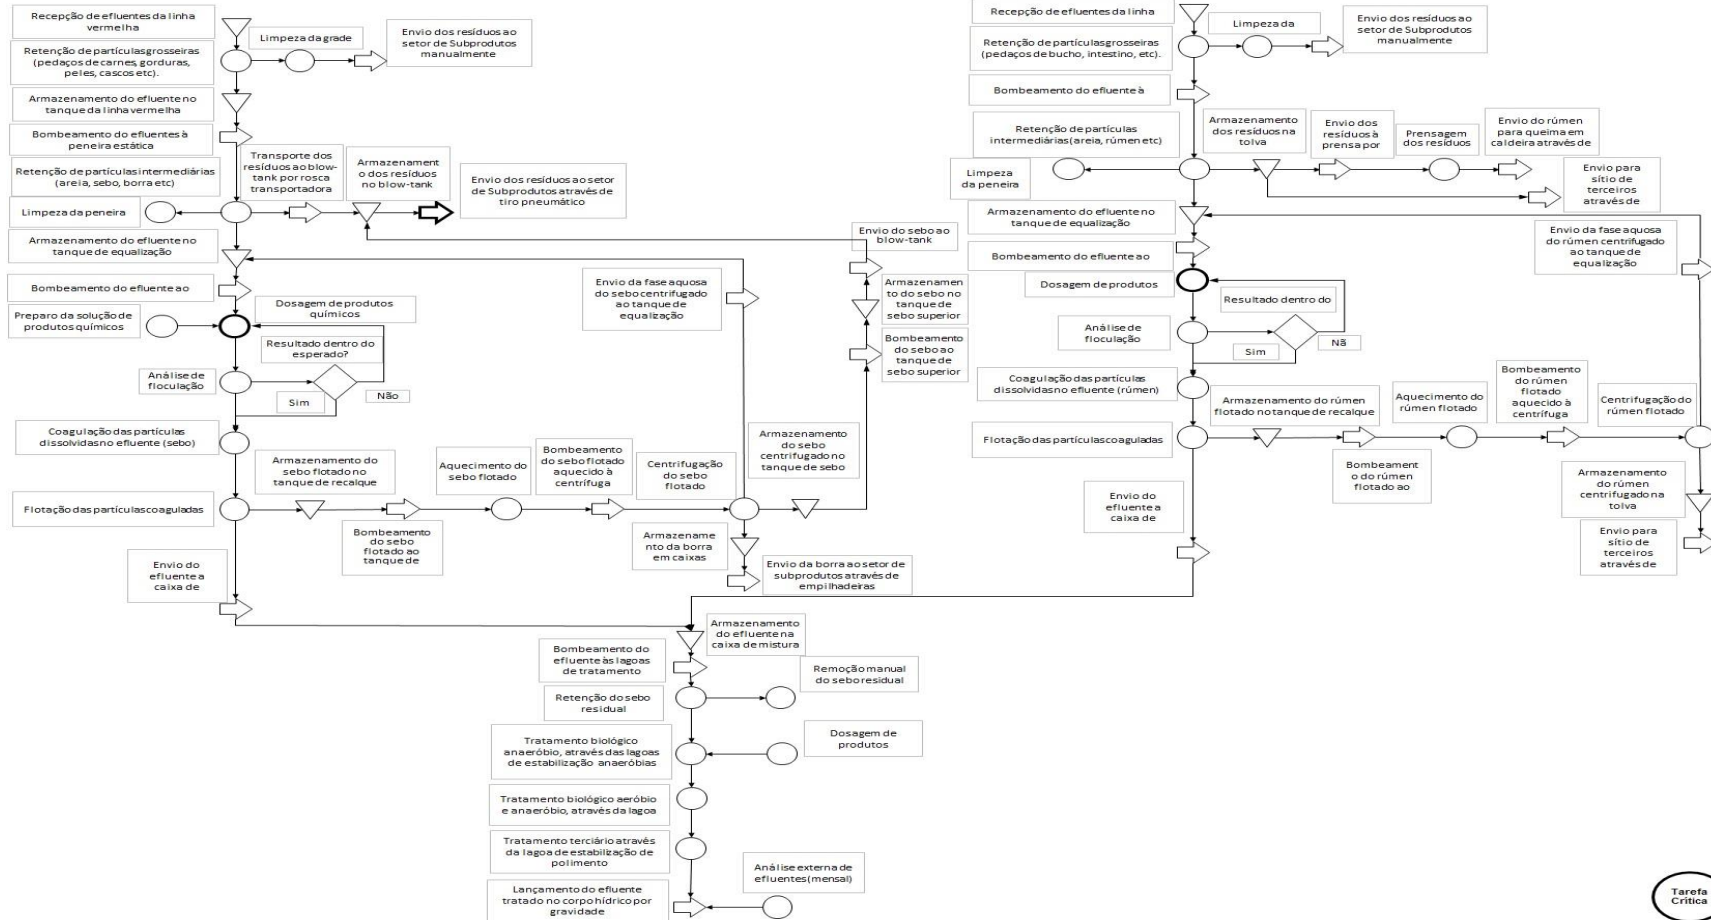 Recepção de efluentes da linha
vermelha
Limpeza da grade
Envio dos resíduos ao
setor de Subprodutos
manualmente
Retenção de partículas grosseiras
(pedaços de carnes, gorduras,
peles, cascos etc).
Armazenamento do efluente no
tanque da linha vermelha
Bombeamento do efluentes à
peneira estática
Retenção de partículas intermediárias
(areia, sebo, borra etc)
Transporte dos
resíduos ao blow-
tank por rosca
transportadora
Armazenament
o dos resíduos
no blow-tank
Envio dos resíduos ao setor
de Subprodutos através de
tiro pneumático
Limpeza da peneira
Armazenamento do efluente no
tanque de equalização
Bombeamento do efluente ao
Preparo da solução de
produtos químicos
Dosagem de produtos
químicos
Resultado dentro do
esperado?
Análise de
floculação
Sim
Não
Coagulação das partículas
dissolvidas no efluente (sebo)
Flotação das partículas coaguladas
Armazenamento do
sebo flotado no
tanque de recalque
Bombeamento
do sebo
flotado ao
tanque de
Aquecimento do
sebo flotado
Bombeamento
do sebo flotado
aquecido à
centrífuga
Centrifugação
do sebo
flotado
Armazenamento
do sebo
centrifugado no
tanque de sebo
Armazename
nto da borra
em caixas
Envio da borra ao setor de
subprodutos através de
empilhadeiras
Envio da fase aquosa
do sebo centrifugado
ao tanque de
equalização
Envio do sebo ao
blow-tank
Armazenamen
to do sebo no
tanque de
sebo superior
Bombeamento
do sebo ao
tanque de
sebo superior
Envio do
efluente a
caixa de
Recepção de efluentes da linha
Limpeza da
Envio dos resíduos ao
setor de Subprodutos
manualmente
Retenção de partículas grosseiras
(pedaços de bucho, intestino, etc).
Bombeamento do efluente à
Retenção de partículas
intermediárias (areia, rúmen etc)
Armazenamento
dos resíduos na
tolva
Envio dos
resíduos à
prensa por
Prensagem
dos resíduos
Envio do rúmen
para queima em
caldeira através de
Envio para
sítio de
terceiros
através de
Limpeza
da peneira
Armazenamento do efluente no
tanque de equalização
Envio da fase aquosa
do rúmen centrifugado
ao tanque de
equalização
Bombeamento do efluente ao
Dosagem de produtos
Resultado dentro do
Análise de
floculação
Sim
Nã
Coagulação das partículas
dissolvidas no efluente (rúmen)
Flotação das partículas coaguladas
Armazenamento do rúmen
flotado no tanque de recalque
Bombeament
o do rúmen
flotado ao
Aquecimento do
rúmen flotado
Bombeamento
do rúmen
flotado
aquecido à
centrífuga
Centrifugação do
rúmen flotado
Armazenamento
do rúmen
centrifugado na
tolva
Envio para
sítio de
terceiros
através de
Envio do
efluente a
caixa de
Armazenamento
do efluente na
caixa de mistura
Bombeamento do
efluente às lagoas
de tratamento
Retenção do sebo
residual
Remoção manual
do sebo residual
Tratamento biológico
anaeróbio, através das lagoas
de estabilização anaeróbias
Dosagem de
produtos
Tratamento biológico aeróbio
e anaeróbio, através da lagoa
Tratamento terciário através
da lagoa de estabilização de
polimento
Análise externa de
efluentes (mensal)
Lançamento do efluente
tratado no corpo hídrico por
gravidade
Tarefa
Crítica